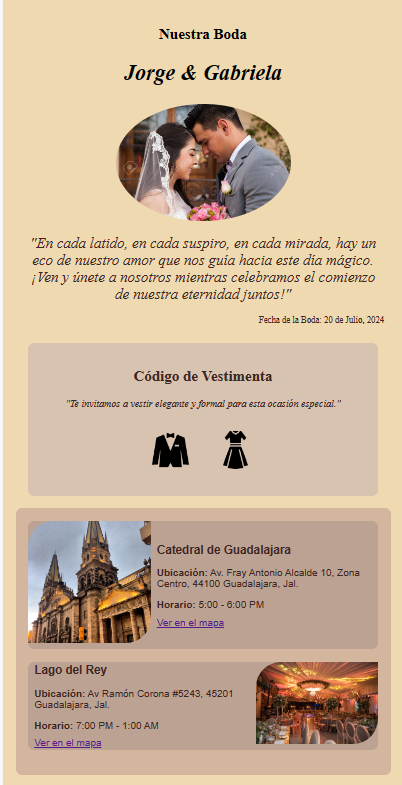 Nuestra Boda
Jorge & Gabriela
"En cada latido, en cada suspiro, en cada mirada, hay un
eco de nuestro amor que nos guía hacia este día mágico.
¡Ven y únete a nosotros mientras celebramos el comienzo
de nuestra eternidad juntos!"
Fecha de la Boda: 20 de Julio, 2024
Código de Vestimenta
"Te invitamos a vestir elegante y formal para esta ocasión especial."
Catedral de Guadalajara
Ubicación: Av. Fray Antonio Alcalde 10, Zona
Centro, 44100 Guadalajara, Jal.
Horario: 5:00 - 6:00 PM
Ver en el mapa
Lago del Rey
Ubicación: Av Ramón Corona #5243, 45201
Guadalajara, Jal.
Horario: 7:00 PM - 1:00 AM
Ver en el mapa